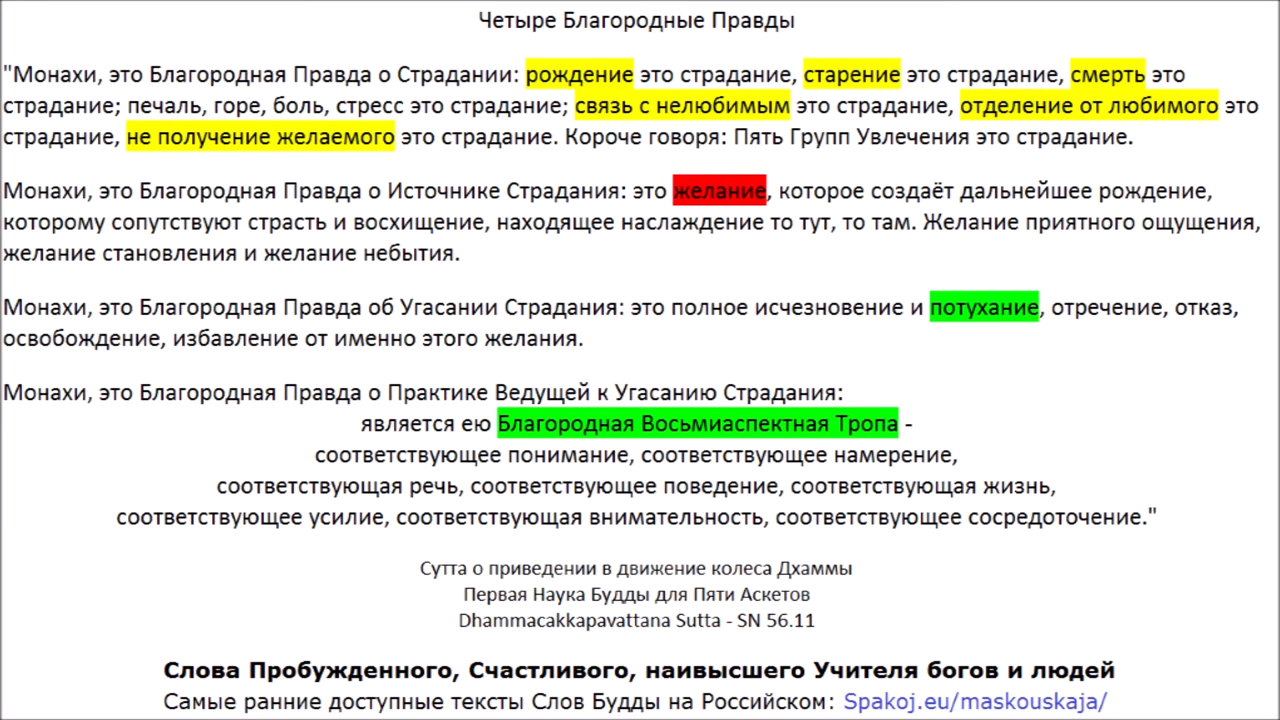 Четыре Благородные Правды
"Монахи, это Благородная Правда о Страдании: рождение это страдание, старение это страдание, смерть это
страдание; печаль, горе, боль, стресс это страдание; связь с нелюбимым это страдание, отделение от любимого это
страдание, не получение желаемого это страдание. Короче говоря: Пять Групп Увлечения это страдание.
Монахи, это Благородная Правда о Источнике Страдания: это желание, которое создаёт дальнейшее рождение,
которому сопутствуют страсть и восхищение, находящее наслаждение то тут, то там. Желание приятного ощущения,
желание становления и желание небытия.
Монахи, это Благородная Правда об Угасании Страдания: это полное исчезновение и потухание, отречение, отказ,
освобождение, избавление от именно этого желания.
Монахи, это Благородная Правда о Практике Ведущей к Угасанию Страдания:
является ею Благородная Восьмиаспектная Тропа -
соответствующее понимание, соответствующее намерение,
соответствующая речь, соответствующее поведение, соответствующая жизнь,
соответствующее усилие, соответствующая внимательность, соответствующее сосредоточение."
Сутта о приведении в движение колеса Дхаммы
Первая Наука Будды для Пяти Аскетов
Dhammacakkapavattana Sutta - SN 56.11
Слова Пробужденного, Счастливого, наивысшего Учителя богов и людей
Самые ранние доступные тексты Слов Будды на Российском: Spakoj.eu/maskouskaja/